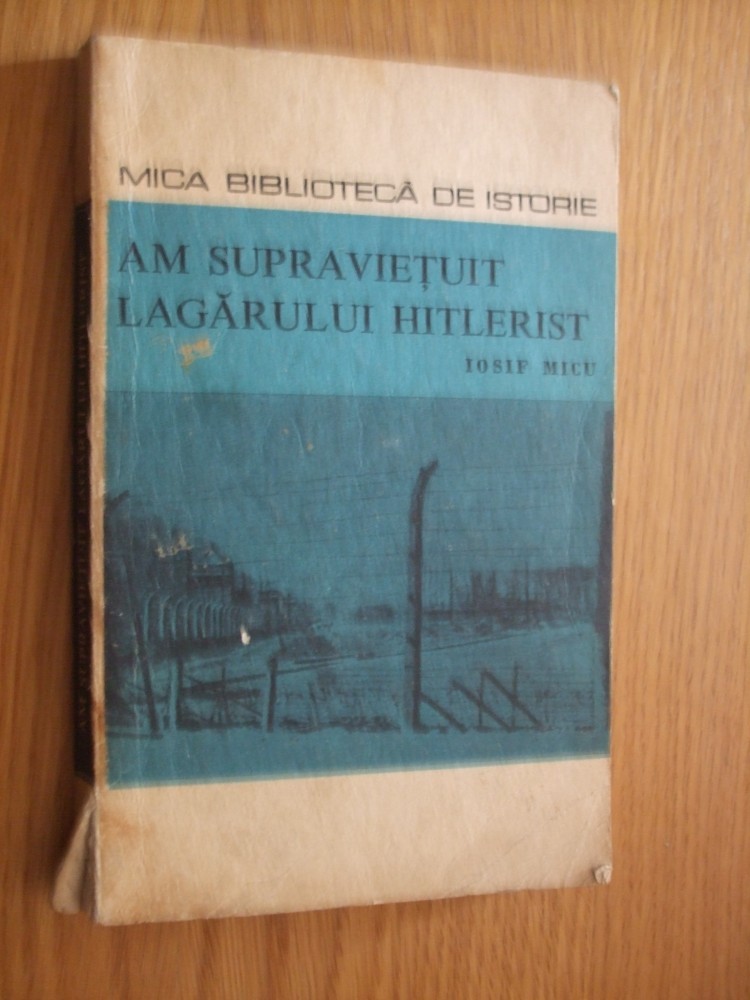 MICA BIBLIOTECĂ DE ISTORIE
AM SUPRAVIEȚUIT
LAGĂRULUI HITLERIST
IOSIF MICU